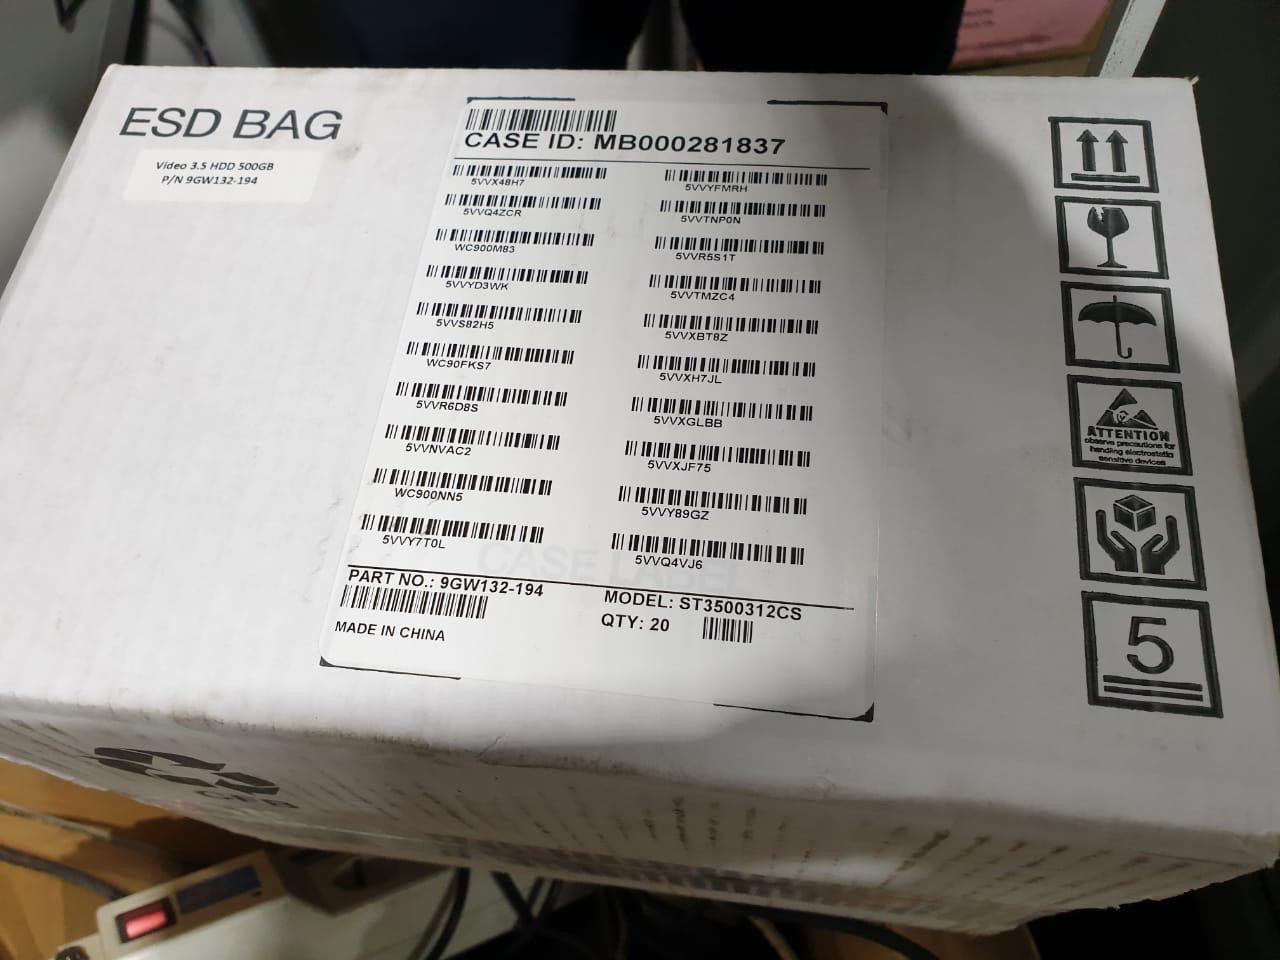 ESD BAG
Video 3.5 HDD 500GB
P/N 9GW132-194
CASE ID: MB000281837
5VVX48H7
5VVYFMRH
5VVQ4ZCR
5VVTNP0N
WC900M83
5VVR5S1T
5VVYD3WK
5VVTMZC4
5VVS82H5
5VVXBT8Z
WC90FKS7
5VVXH7JL
5VVR6D8S
5VVXGLBB
5VVNVAC2
5VVXJF75
WC900NN5
5VVY89GZ
5VVY7T0L
5VVQ4VJ6
CASE LABEL
PART NO.: 9GW132-194
MODEL: ST3500312CS
QTY: 20
MADE IN CHINA
ATTENTION
observe precautions for
handling electrostatic
sensitive devices
5